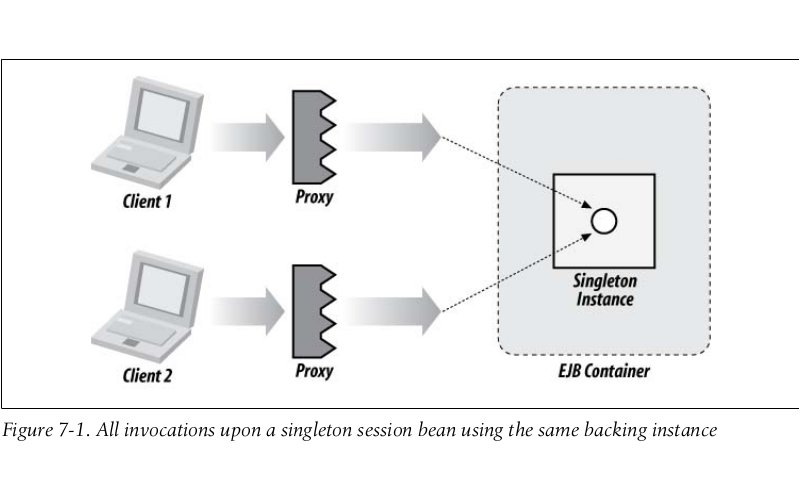 Client 1
Proxy
Singleton
Instance
Client 2
Proxy
EJB Container
Figure 7-1. All invocations upon a singleton session bean using the same backing instance